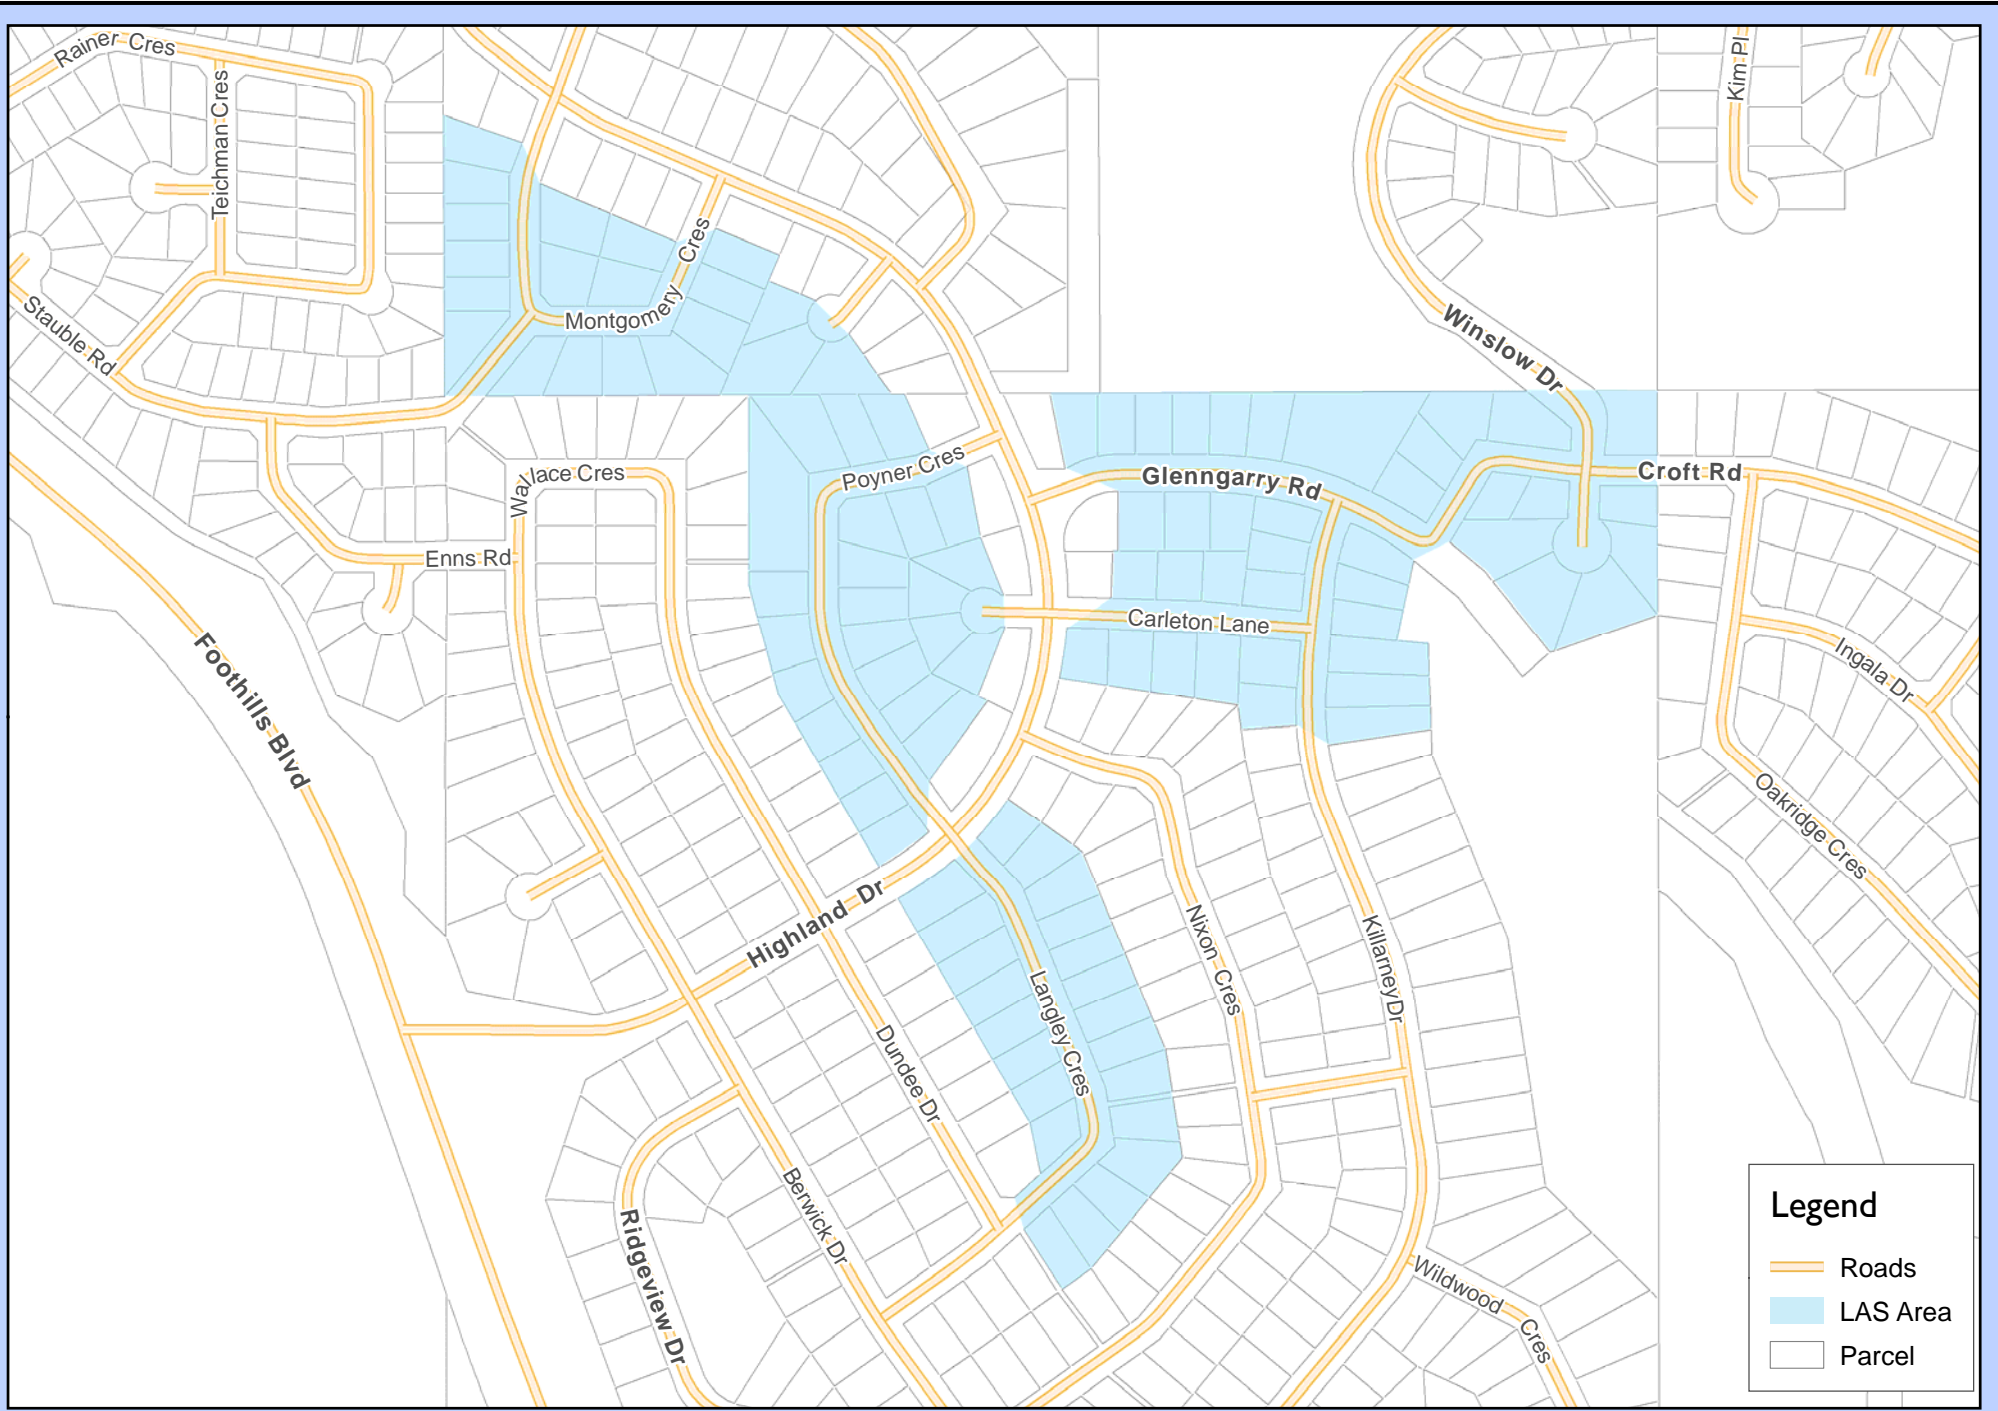 Rainer Cres
Teichman Cres
Kim Pl
Montgomery Cres
Stauble Rd
Winslow Dr
Poyner Cres
Wallace Cres
Glenngarry Rd
Croft Rd
Enns Rd
Carleton Lane
Foothills Blvd
Ingala Dr
Oakridge Cres
Highland Dr
Nixon Cres
Killarney Dr
Langley Cres
Dundee Dr
Berwick Dr
Ridgeview Dr
Wildwood Cres
Legend
Roads
LAS Area
Parcel